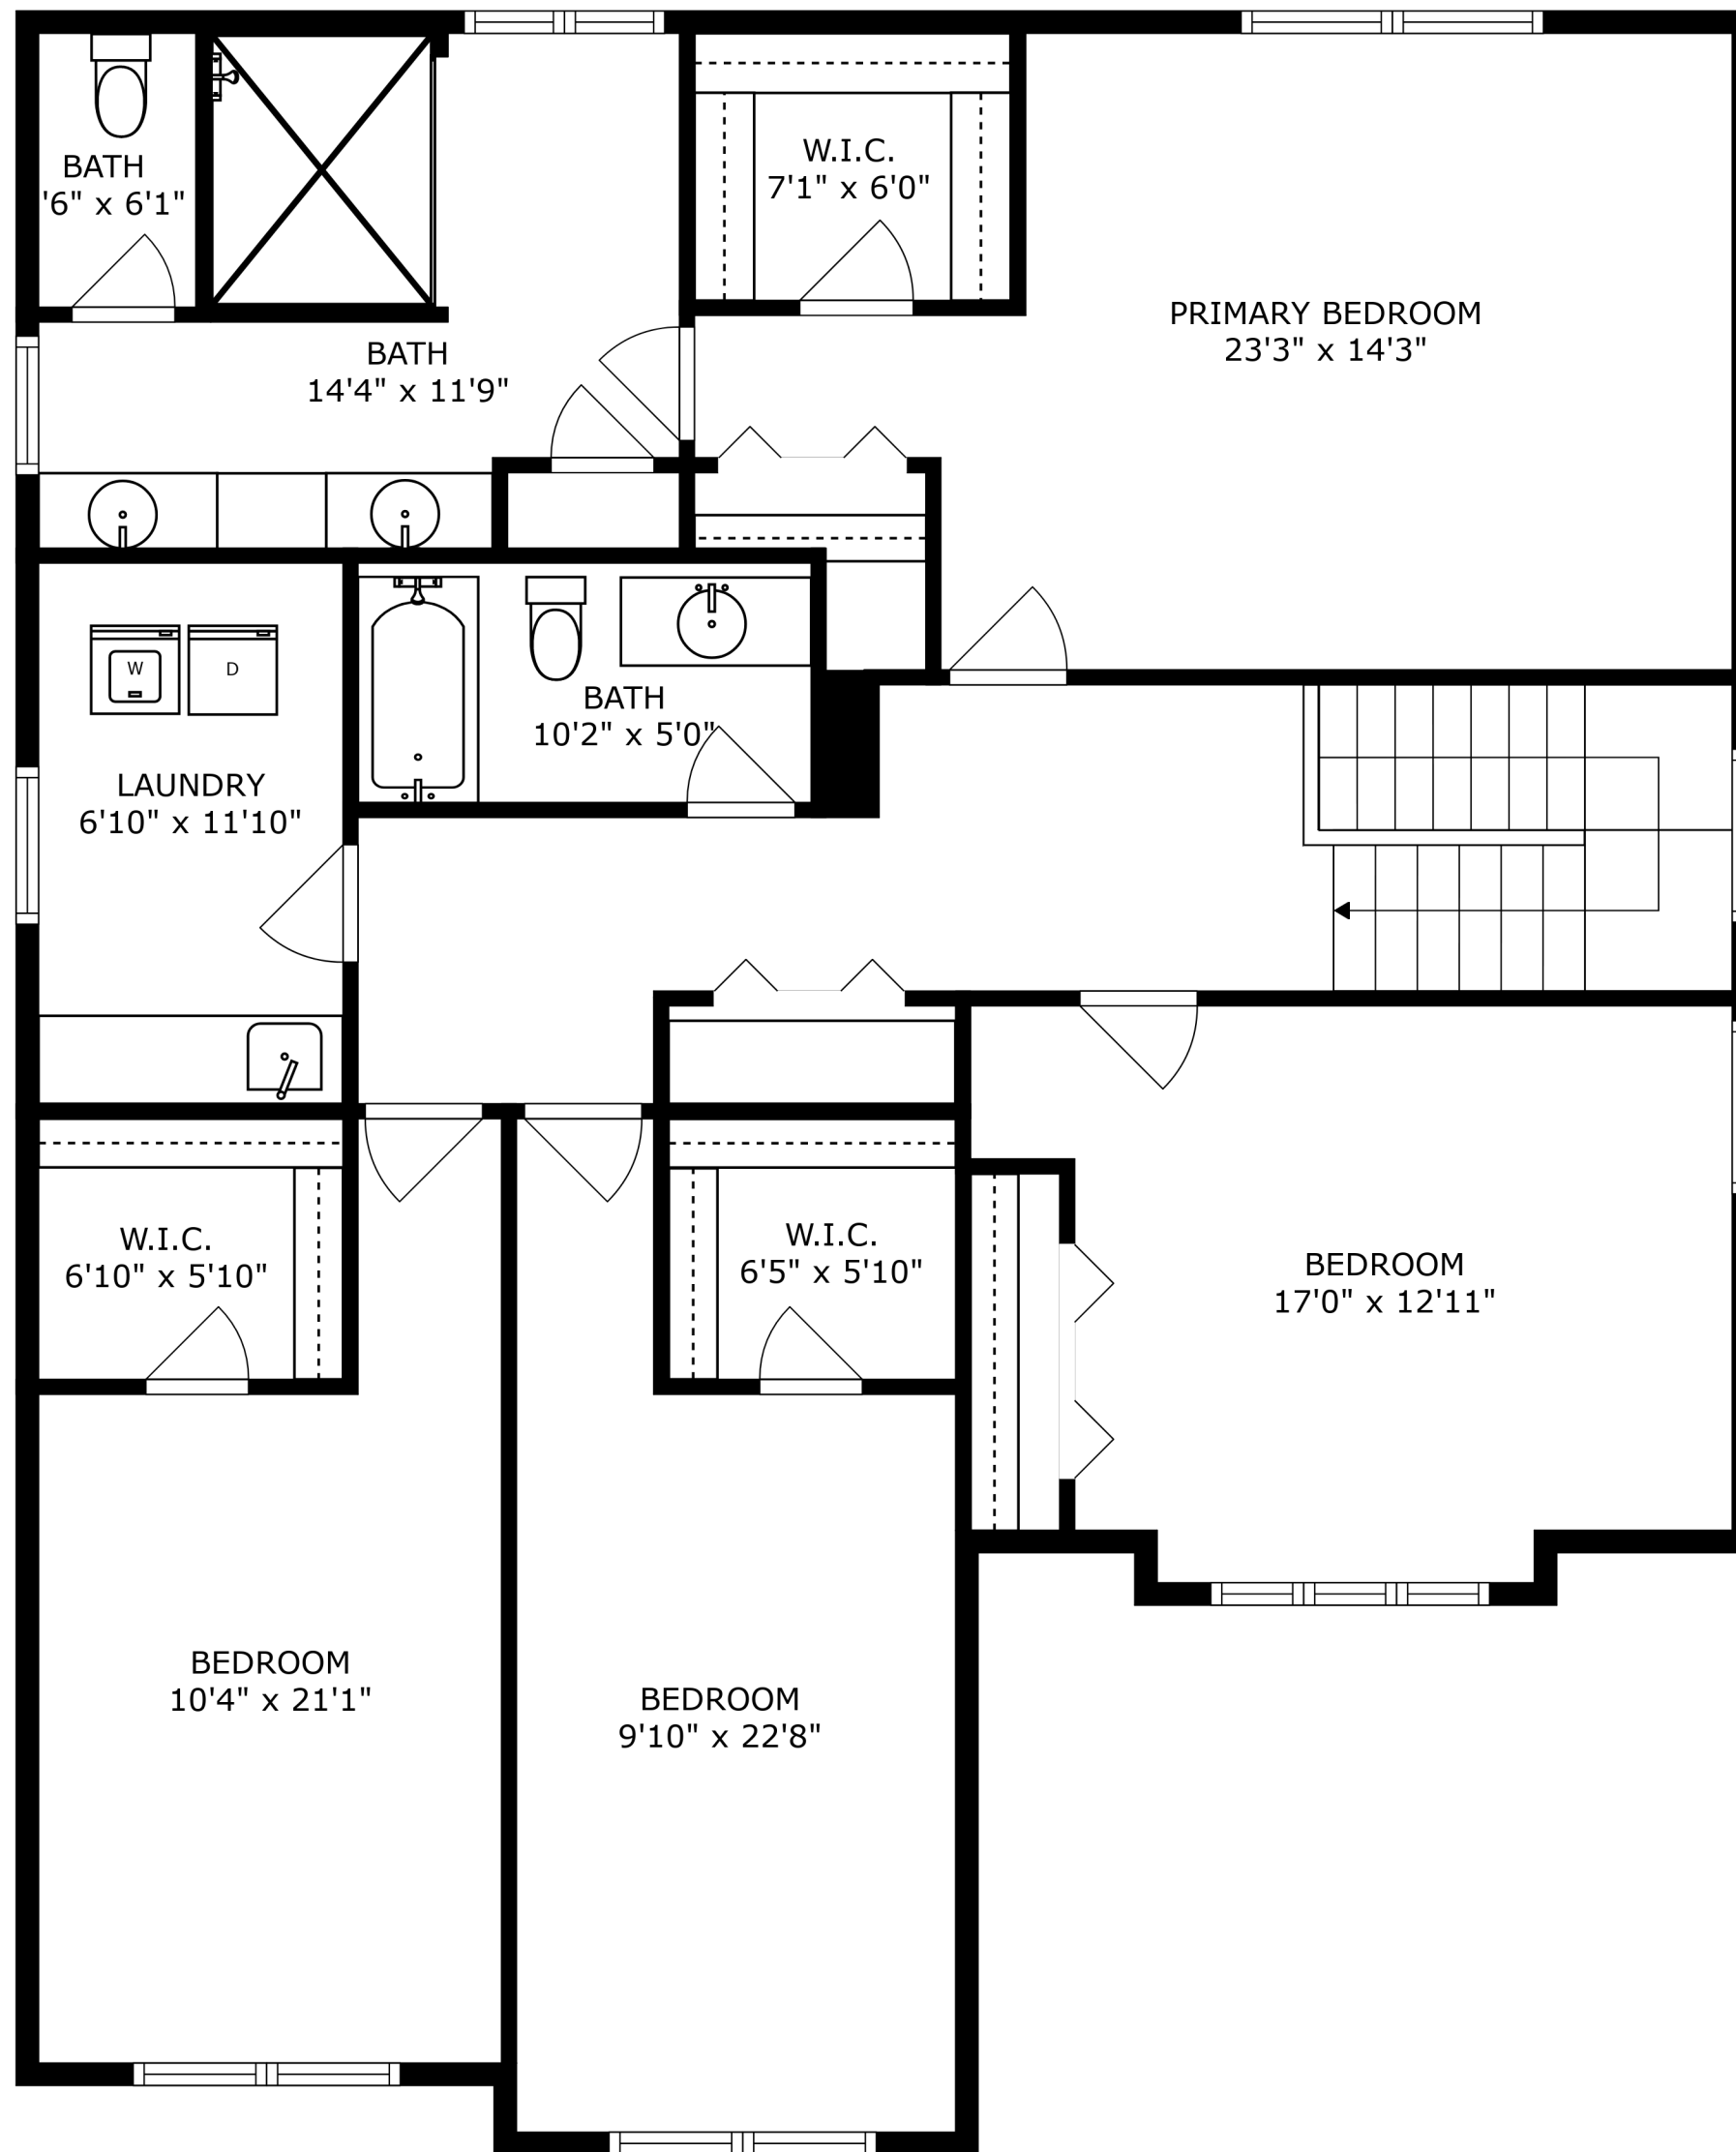 BATH
'6" x 6'1"
W.I.C.
7'1" x 6'0"
PRIMARY BEDROOM
23'3" x 14'3"
BATH
14'4" x 11'9"
W
D
BATH
10'2" x 5'0"
LAUNDRY
6'10" x 11'10"
W.I.C.
6'10" x 5'10"
W.I.C.
6'5" x 5'10"
BEDROOM
17'0" x 12'11"
BEDROOM
10'4" x 21'1"
BEDROOM
9'10" x 22'8"